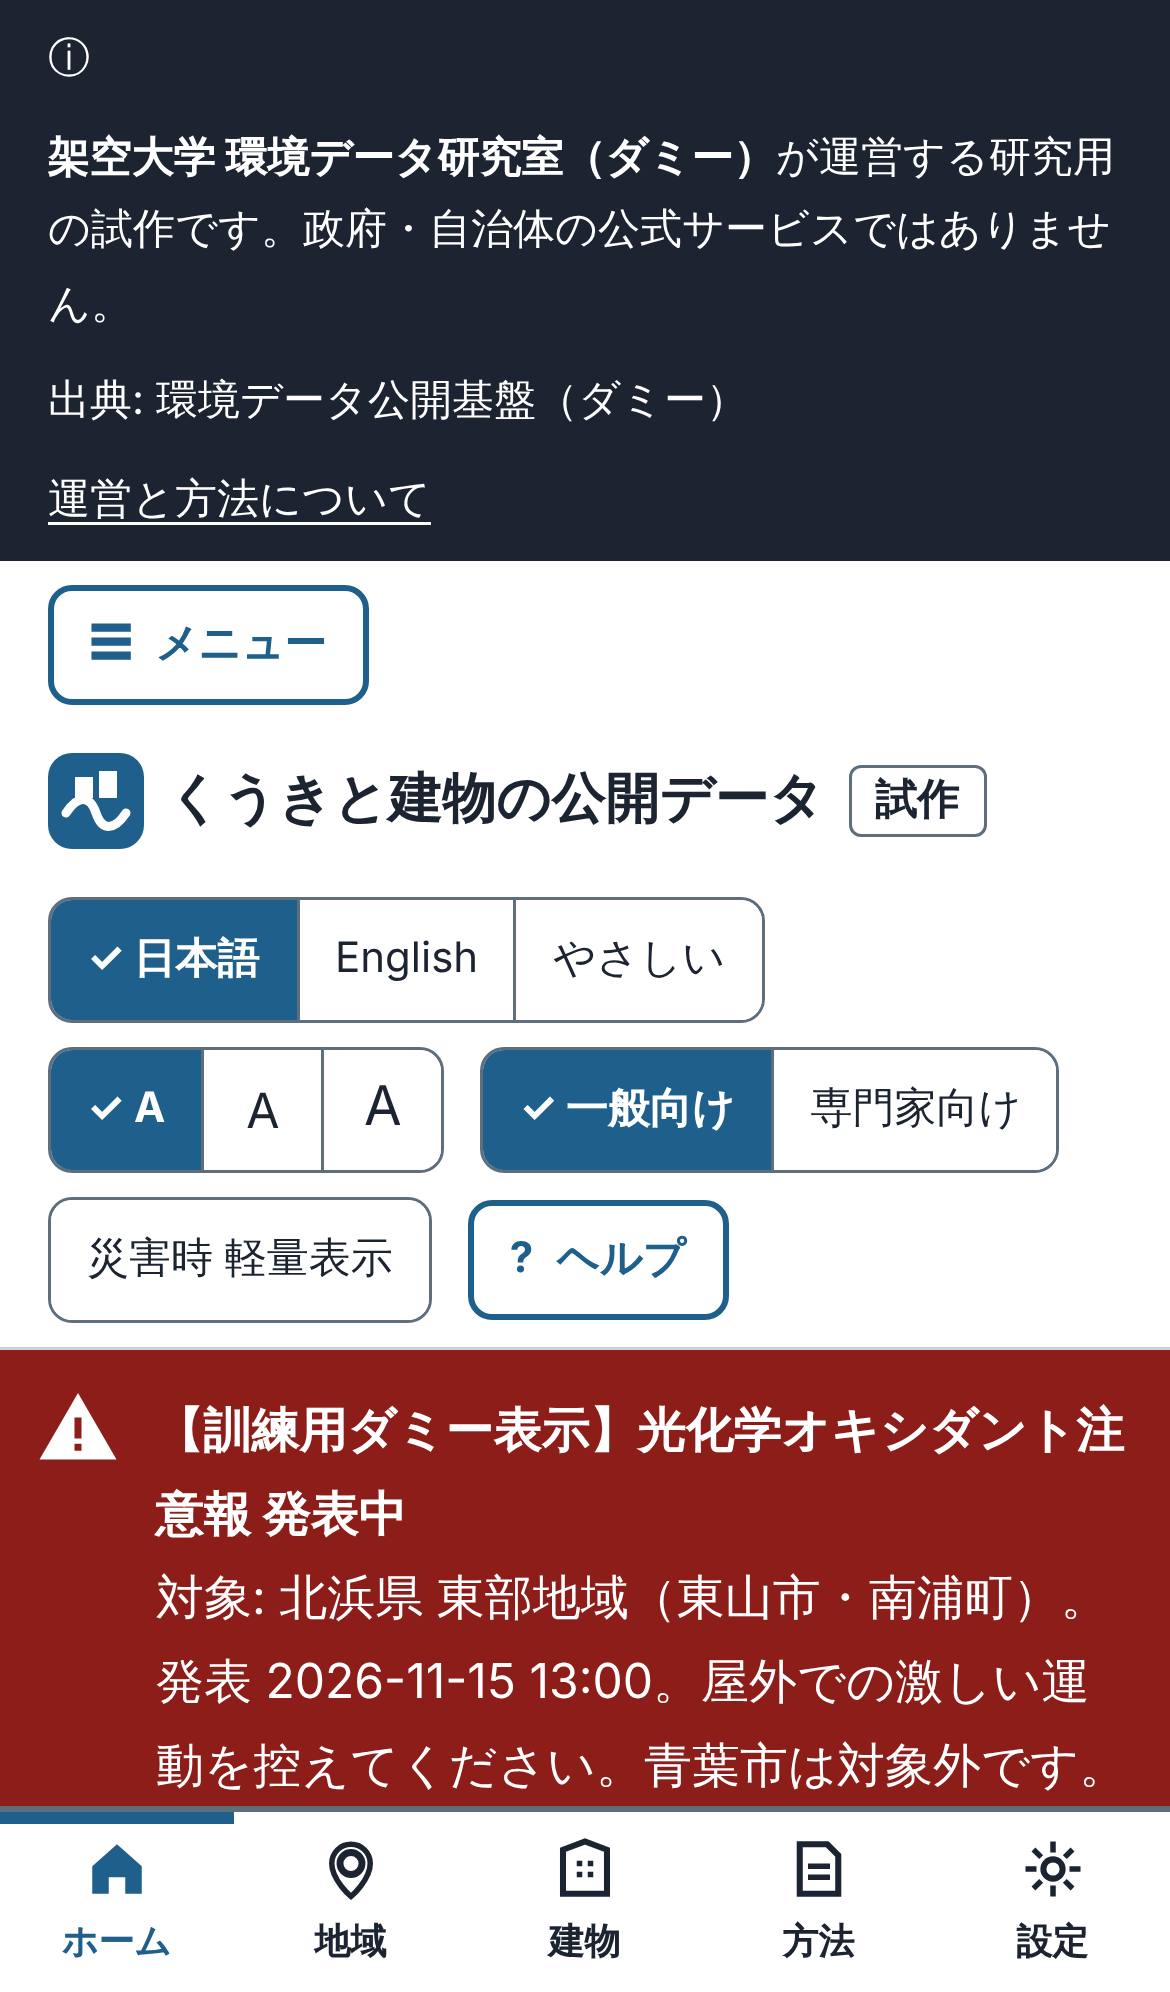 架空大学 環境データ研究室（ダミー）が運営する研究用
の試作です。政府・自治体の公式サービスではありませ
ん。
出典: 環境データ公開基盤（ダミー）
運営と方法について
メニュー
くうきと建物の公開データ 試作
日本語 English やさしい
A A A 一般向け 専門家向け
災害時 軽量表示 ? ヘルプ
【訓練用ダミー表示】光化学オキシダント注
意報 発表中
対象: 北浜県 東部地域（東山市・南浦町）。
発表 2026-11-15 13:00。屋外での激しい運
動を控えてください。青葉市は対象外です。
ホーム 地域 建物 方法 設定